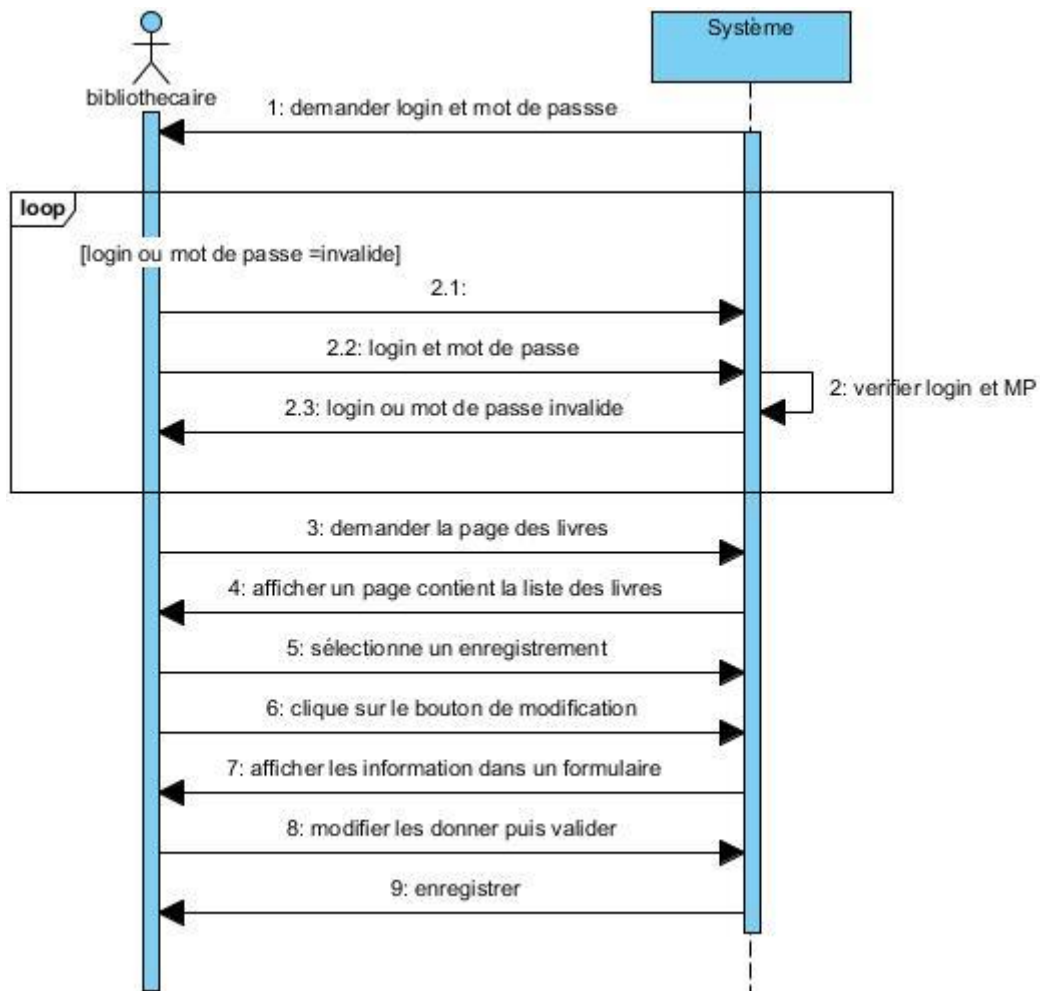 Système
bibliothecaire
1: demander login et mot de passse
loop
[login ou mot de passe =invalide]
2.1:
2.2: login et mot de passe
2: verifier login et MP
2.3: login ou mot de passe invalide
3: demander la page des livres
4: afficher un page contient la liste des livres
5: sélectionne un enregistrement
6: clique sur le bouton de modification
7: afficher les information dans un formulaire
8: modifier les donner puis valider
9: enregistrer